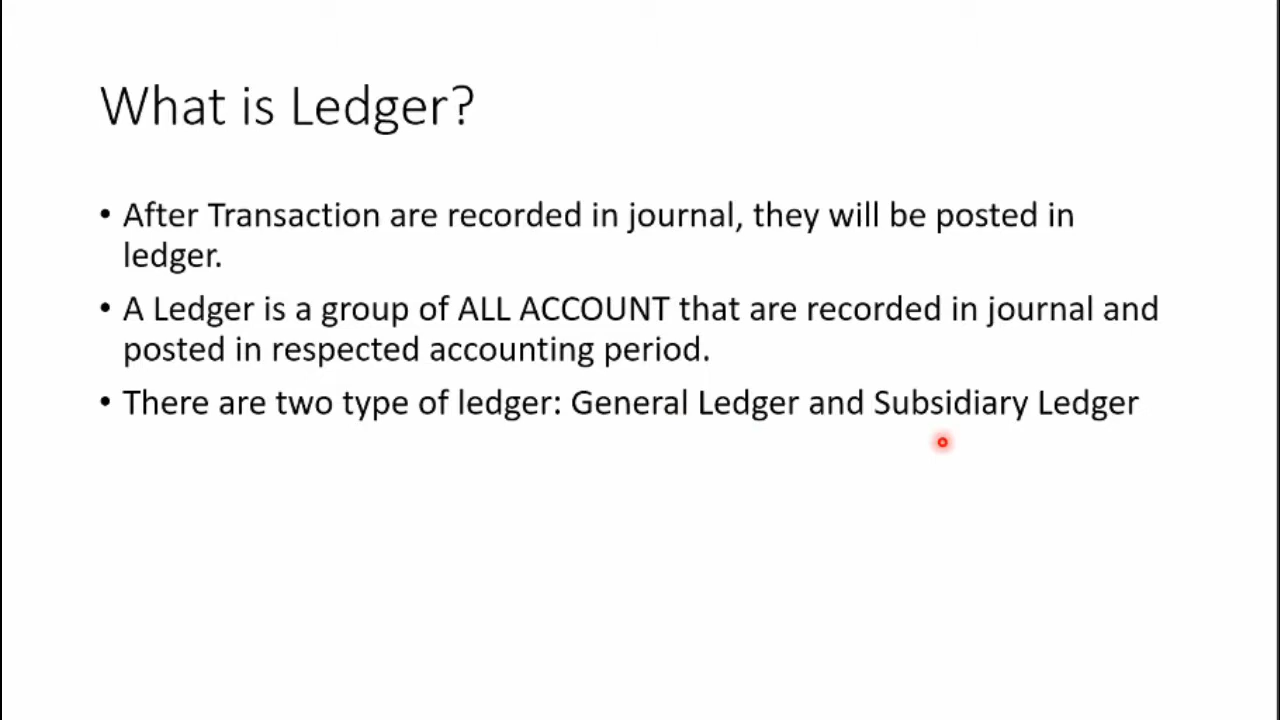 What is Ledger?
• After Transaction are recorded in journal, they will be posted in
ledger.
• A Ledger is a group of ALL ACCOUNT that are recorded in journal and
posted in respected accounting period.
• There are two type of ledger: General Ledger and Subsidiary Ledger